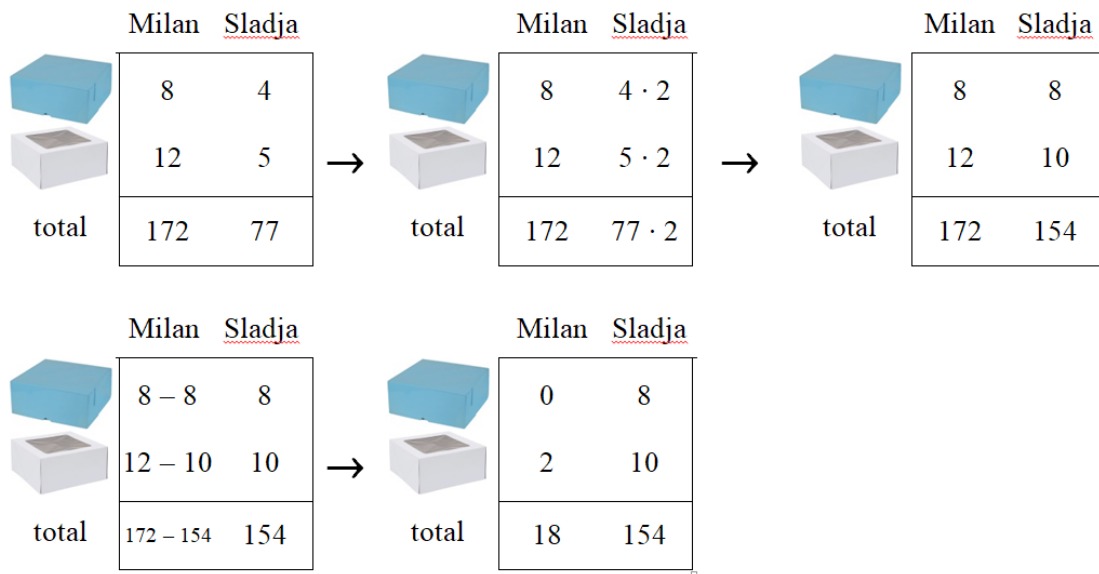 Milan Sladja Milan Sladja Milan Sladja
8 4 8 4 · 2 8 8
12 5 → 12 5 · 2 → 12 10
total 172 77 total 172 77 · 2 total 172 154
Milan Sladja Milan Sladja
8 – 8 8 0 8
12 – 10 10 → 2 10
total 172 – 154 154 total 18 154